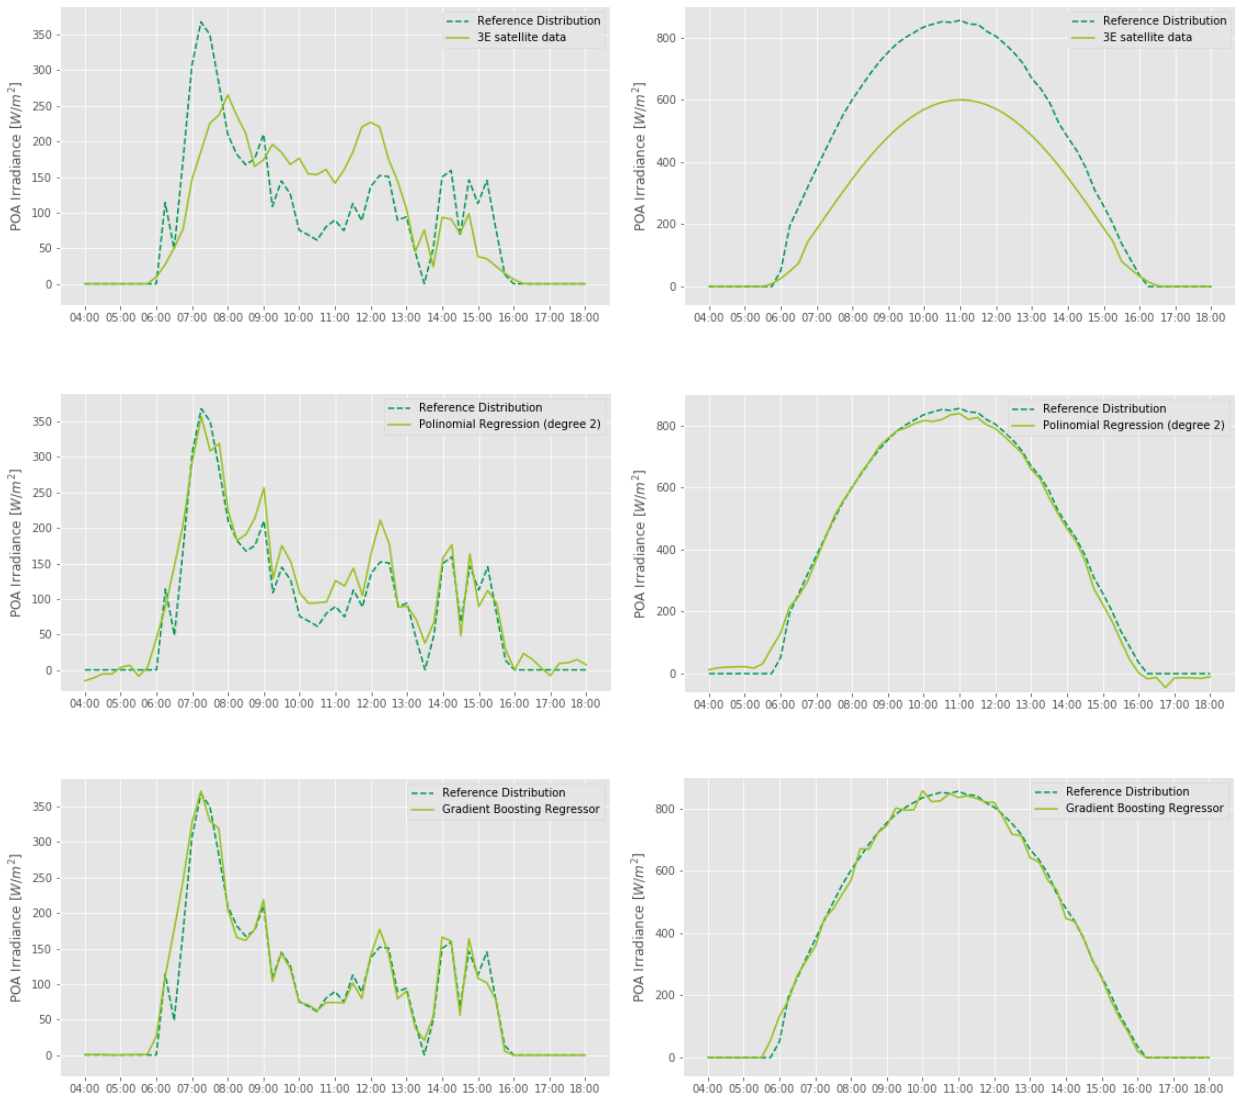 Reference Distribution
3E satellite data
POA Irradiance [W/m²]
350
300
250
200
150
100
50
0
04:00 05:00 06:00 07:00 08:00 09:00 10:00 11:00 12:00 13:00 14:00 15:00 16:00 17:00 18:00
Reference Distribution
3E satellite data
POA Irradiance [W/m²]
800
600
400
200
0
04:00 05:00 06:00 07:00 08:00 09:00 10:00 11:00 12:00 13:00 14:00 15:00 16:00 17:00 18:00
Reference Distribution
Polinomial Regression (degree 2)
POA Irradiance [W/m²]
350
300
250
200
150
100
50
0
04:00 05:00 06:00 07:00 08:00 09:00 10:00 11:00 12:00 13:00 14:00 15:00 16:00 17:00 18:00
Reference Distribution
Polinomial Regression (degree 2)
POA Irradiance [W/m²]
800
600
400
200
0
04:00 05:00 06:00 07:00 08:00 09:00 10:00 11:00 12:00 13:00 14:00 15:00 16:00 17:00 18:00
Reference Distribution
Gradient Boosting Regressor
POA Irradiance [W/m²]
350
300
250
200
150
100
50
0
04:00 05:00 06:00 07:00 08:00 09:00 10:00 11:00 12:00 13:00 14:00 15:00 16:00 17:00 18:00
Reference Distribution
Gradient Boosting Regressor
POA Irradiance [W/m²]
800
600
400
200
0
04:00 05:00 06:00 07:00 08:00 09:00 10:00 11:00 12:00 13:00 14:00 15:00 16:00 17:00 18:00